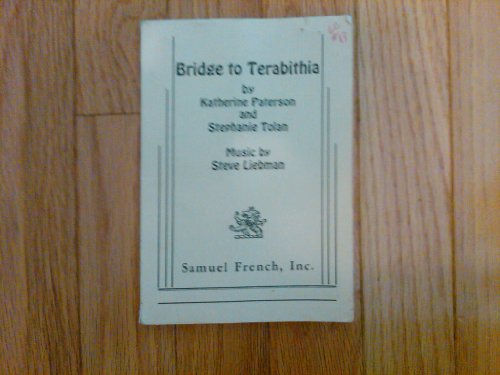 Bridge to Terabithia
by
Katherine Paterson
and
Stephanie Tolan
Music by
Steve Liebman
Samuel French, Inc.